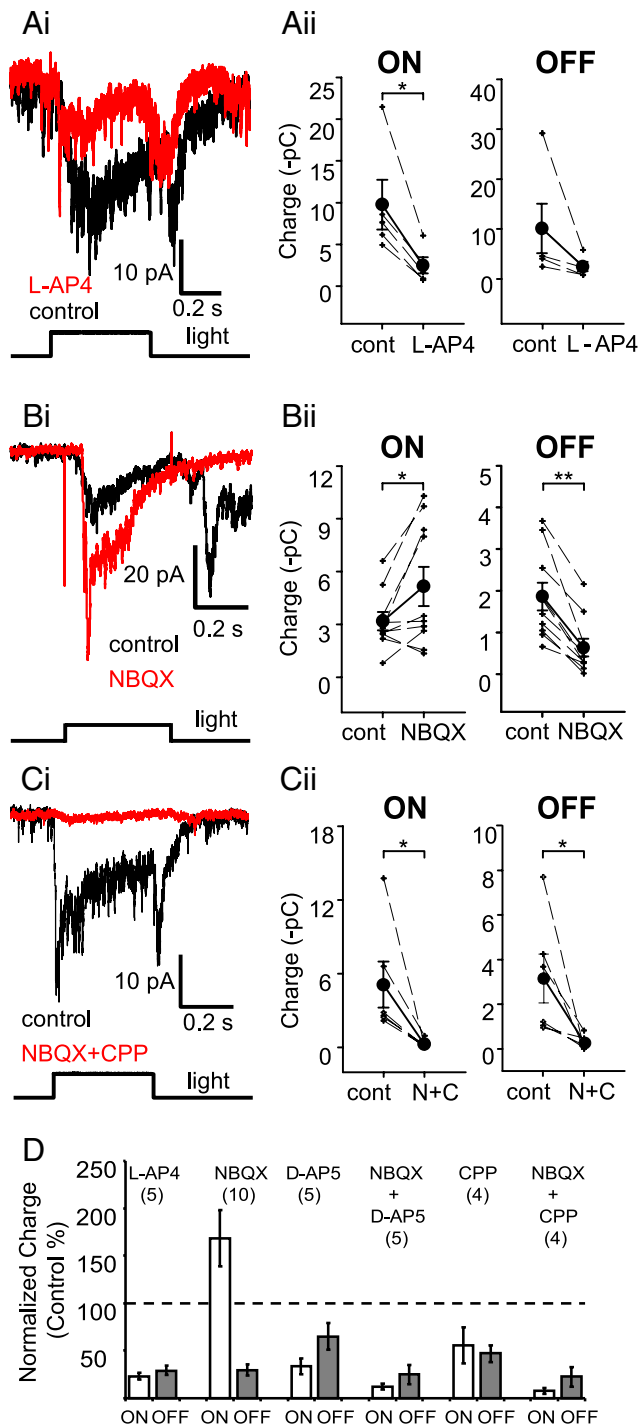 Ai
L-AP4
control
10 pA
0.2 s
light
Aii
ON
OFF
Charge (-pC)
25
20
15
10
5
0
*
cont L-AP4
40
30
20
10
0
cont L-AP4
Bi
20 pA
0.2 s
control
NBQX
light
Bii
ON
OFF
Charge (-pC)
12
9
6
3
0
*
cont NBQX
5
4
3
2
1
0
**
cont NBQX
Ci
control
10 pA
0.2 s
NBQX+CPP
light
Cii
ON
OFF
Charge (-pC)
18
12
6
0
*
cont N+C
10
8
6
4
2
0
*
cont N+C
D
Normalized Charge
(Control %)
250
200
150
100
50
L-AP4
(5)
NBQX
(10)
D-AP5
(5)
NBQX
+
D-AP5
(5)
CPP
(4)
NBQX
+
CPP
(4)
ON OFF ON OFF ON OFF ON OFF ON OFF ON OFF